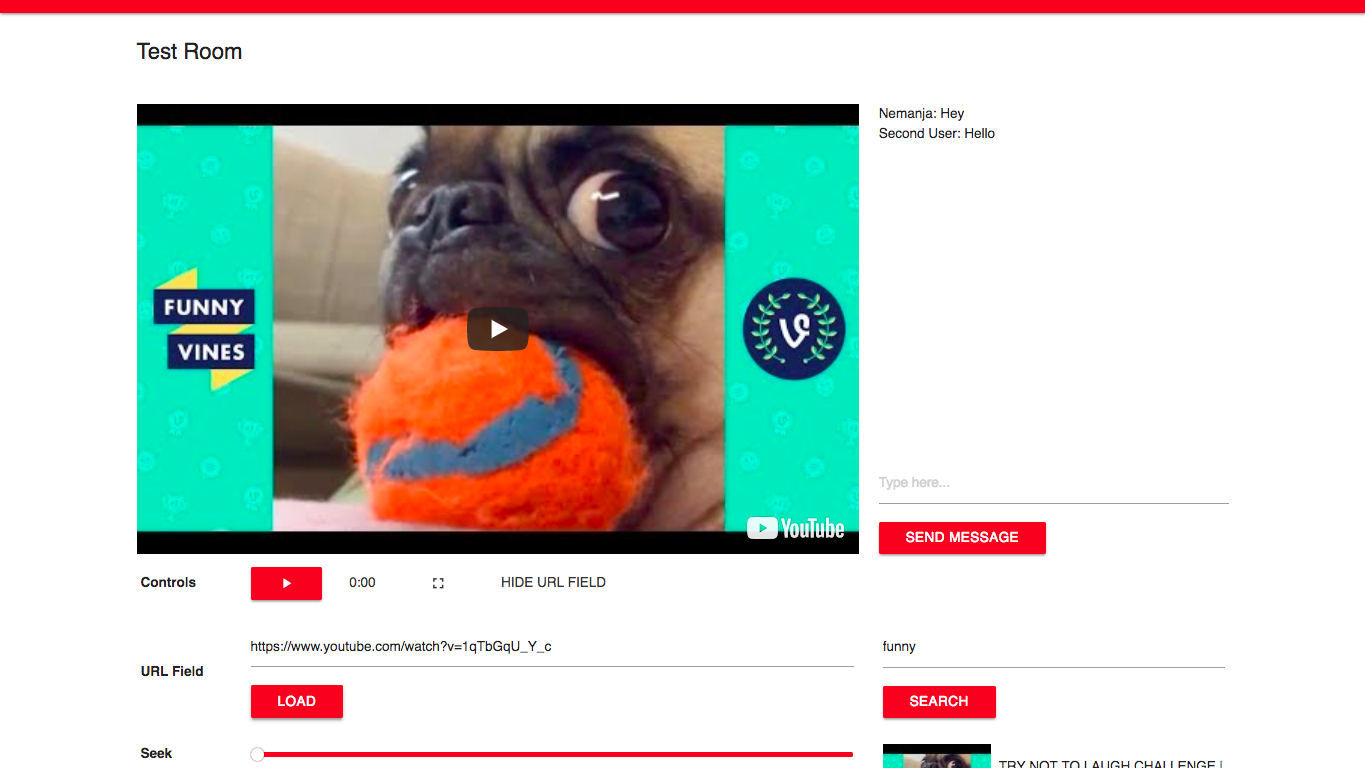 Test Room
FUNNY
VINES
YouTube
Nemanja: Hey
Second User: Hello
Type here...
SEND MESSAGE
Controls
0:00
HIDE URL FIELD
URL Field
https://www.youtube.com/watch?v=1qTbGqU_Y_c
LOAD
funny
SEARCH
Seek
TRY NOT TO LAUGH CHALLENGE |